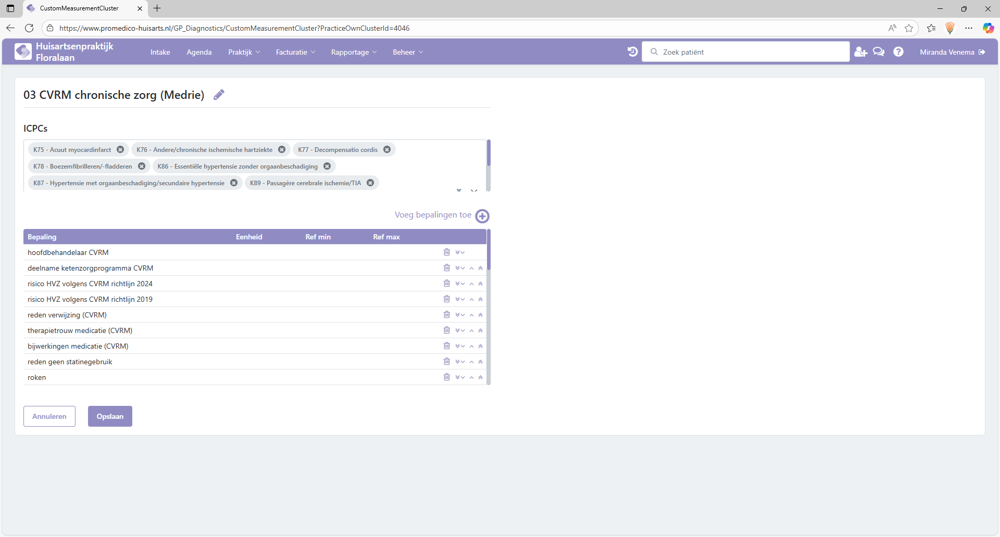 CustomMeasurementCluster
https://www.promedico-huisarts.nl/GP_Diagnostics/CustomMeasurementCluster?PracticeOwnClusterId=4046
Huisartsenpraktijk
Floralaan
Intake
Agenda
Praktijk
Facturatie
Rapportage
Beheer
Zoek patiënt
Miranda Venema
03 CVRM chronische zorg (Medrie)
ICPCs
K75 - Acuut myocardinfarct
K76 - Andere/chronische ischemische hartziekte
K77 - Decompensatio cordis
K78 - Boezemfibrilleren/-fladderen
K86 - Essentiële hypertensie zonder orgaanbeschadiging
K87 - Hypertensie met orgaanbeschadiging/secundaire hypertensie
K89 - Passagère cerebrale ischemie/TIA
Voeg bepalingen toe
Bepaling Eenheid Ref min Ref max
hoofdbehandelaar CVRM
deelname ketenzorgprogramma CVRM
risico HVZ volgens CVRM richtlijn 2024
risico HVZ volgens CVRM richtlijn 2019
reden verwijzing (CVRM)
therapietrouw medicatie (CVRM)
bijwerkingen medicatie (CVRM)
reden geen statinegebruik
roken
Annuleren
Opslaan